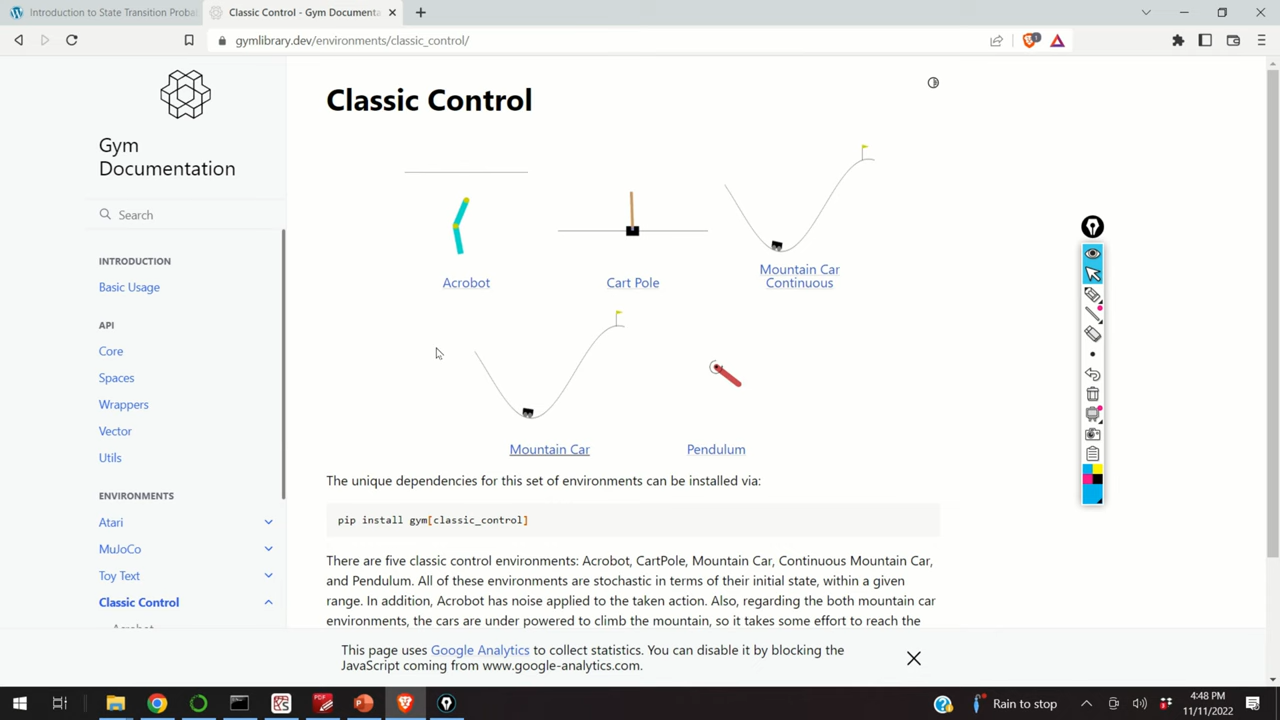 Introduction to State Transition Proba
Classic Control - Gym Documenta
gymlibrary.dev/environments/classic_control/
Gym
Documentation
Search
INTRODUCTION
Basic Usage
API
Core
Spaces
Wrappers
Vector
Utils
ENVIRONMENTS
Atari
MuJoCo
Toy Text
Classic Control
Acrobot
Classic Control
Acrobot
Cart Pole
Mountain Car
Continuous
Mountain Car
Pendulum
The unique dependencies for this set of environments can be installed via:
pip install gym[classic_control]
There are five classic control environments: Acrobot, CartPole, Mountain Car, Continuous Mountain Car,
and Pendulum. All of these environments are stochastic in terms of their initial state, within a given
range. In addition, Acrobot has noise applied to the taken action. Also, regarding the both mountain car
environments, the cars are under powered to climb the mountain, so it takes some effort to reach the
This page uses Google Analytics to collect statistics. You can disable it by blocking the
JavaScript coming from www.google-analytics.com.
Rain to stop
4:48 PM
11/11/2022